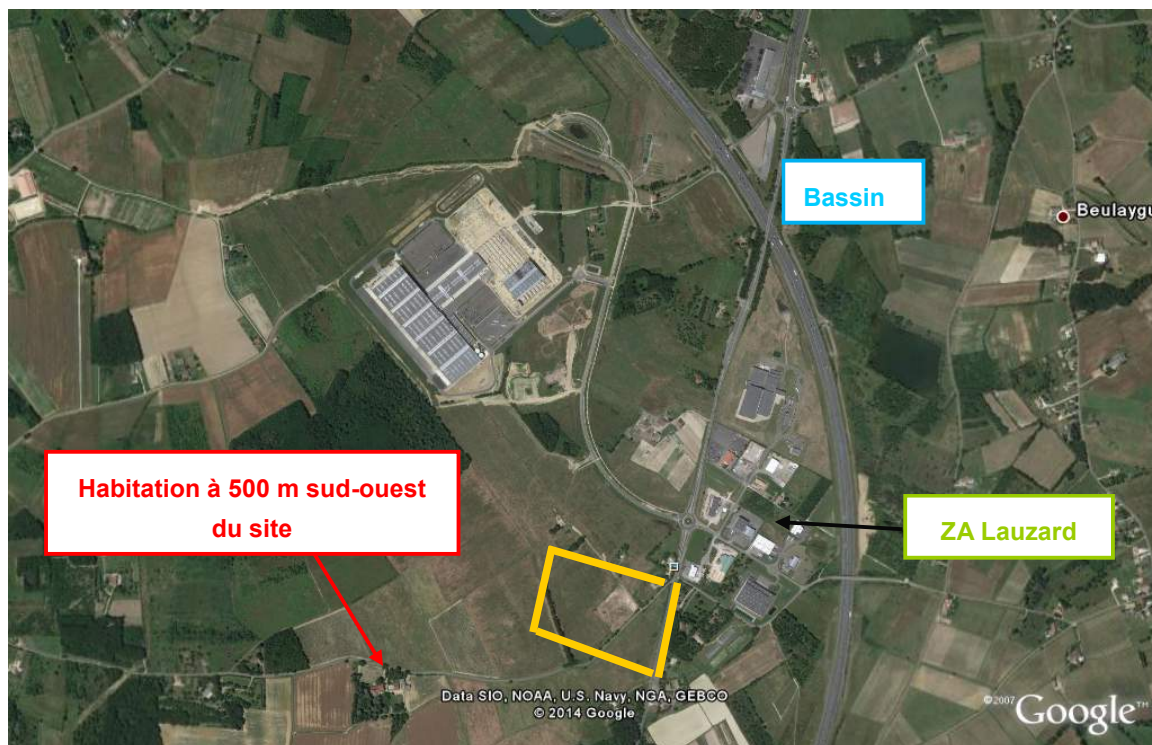 Bassin
Beulaygu
Habitation à 500 m sud-ouest
du site
ZA Lauzard
Data SIO, NOAA, U.S. Navy, NGA, GEBCO
© 2014 Google
©2007 Google™